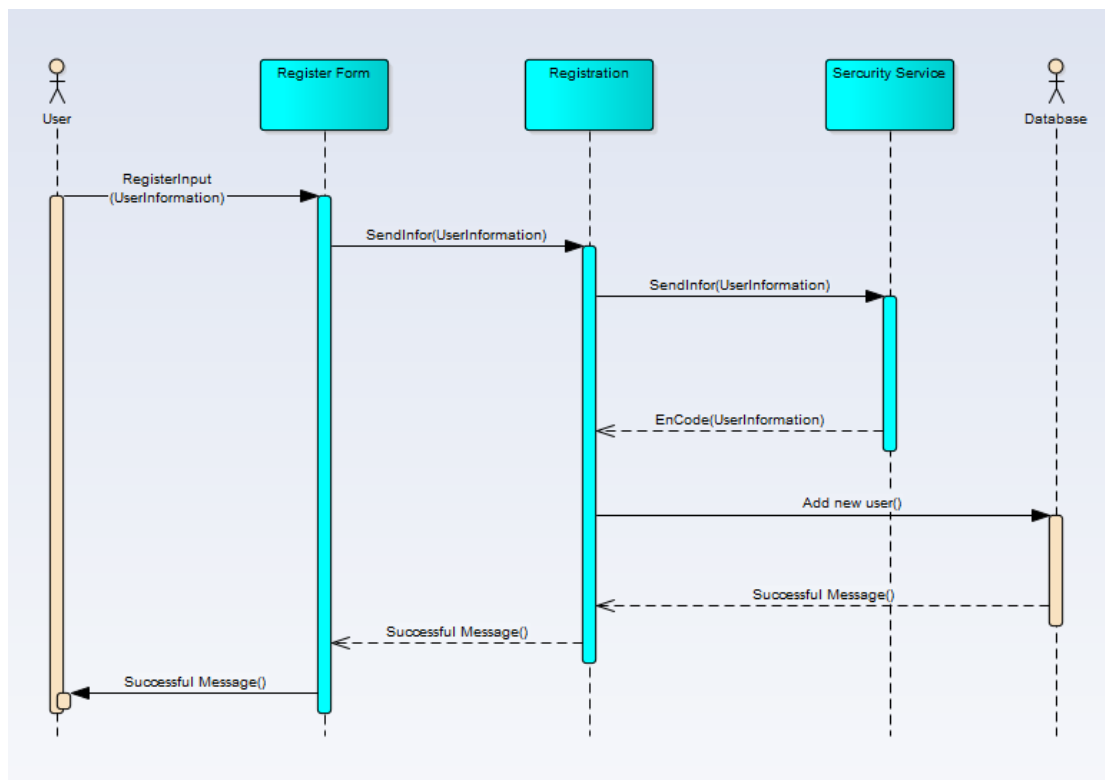 Register Form
Registration
Sercurity Service
User
Database
RegisterInput
(UserInformation)
SendInfor(UserInformation)
SendInfor(UserInformation)
EnCode(UserInformation)
Add new user()
Successful Message()
Successful Message()
Successful Message()